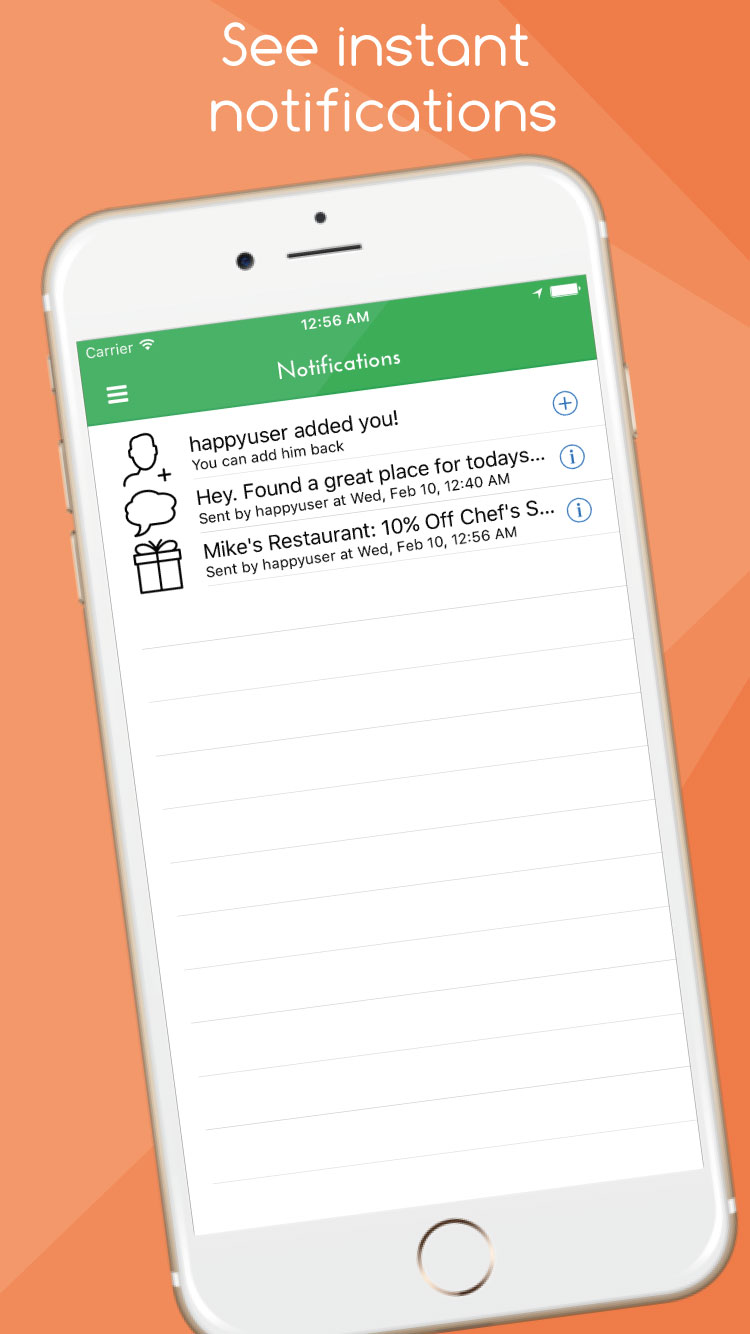 See instant
notifications
12:56 AM
Carrier
Notifications
happyuser added you!
You can add him back
Hey. Found a great place for todays...
Sent by happyuser at Wed, Feb 10, 12:40 AM
Mike's Restaurant: 10% Off Chef's S...
Sent by happyuser at Wed, Feb 10, 12:56 AM